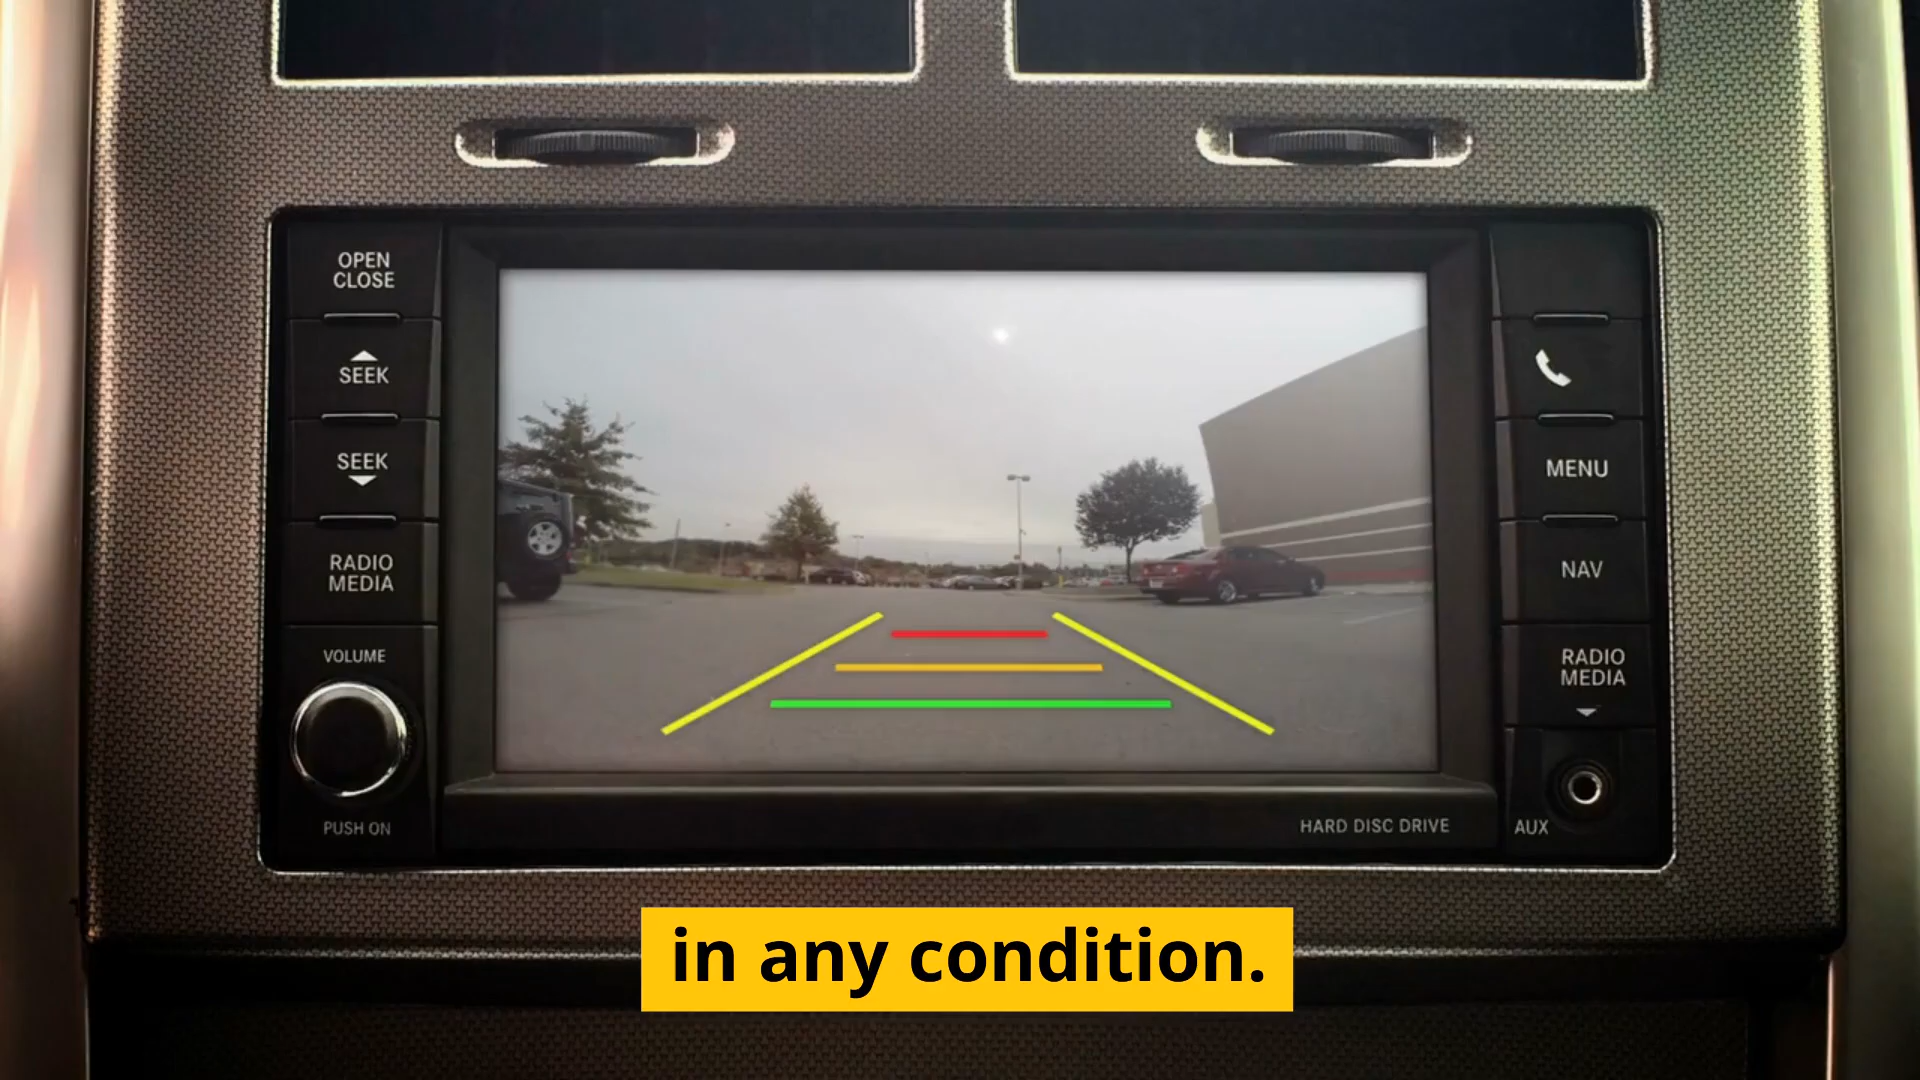 OPEN
CLOSE
SEEK
SEEK
RADIO
MEDIA
VOLUME
PUSH ON
MENU
NAV
RADIO
MEDIA
HARD DISC DRIVE
AUX
in any condition.